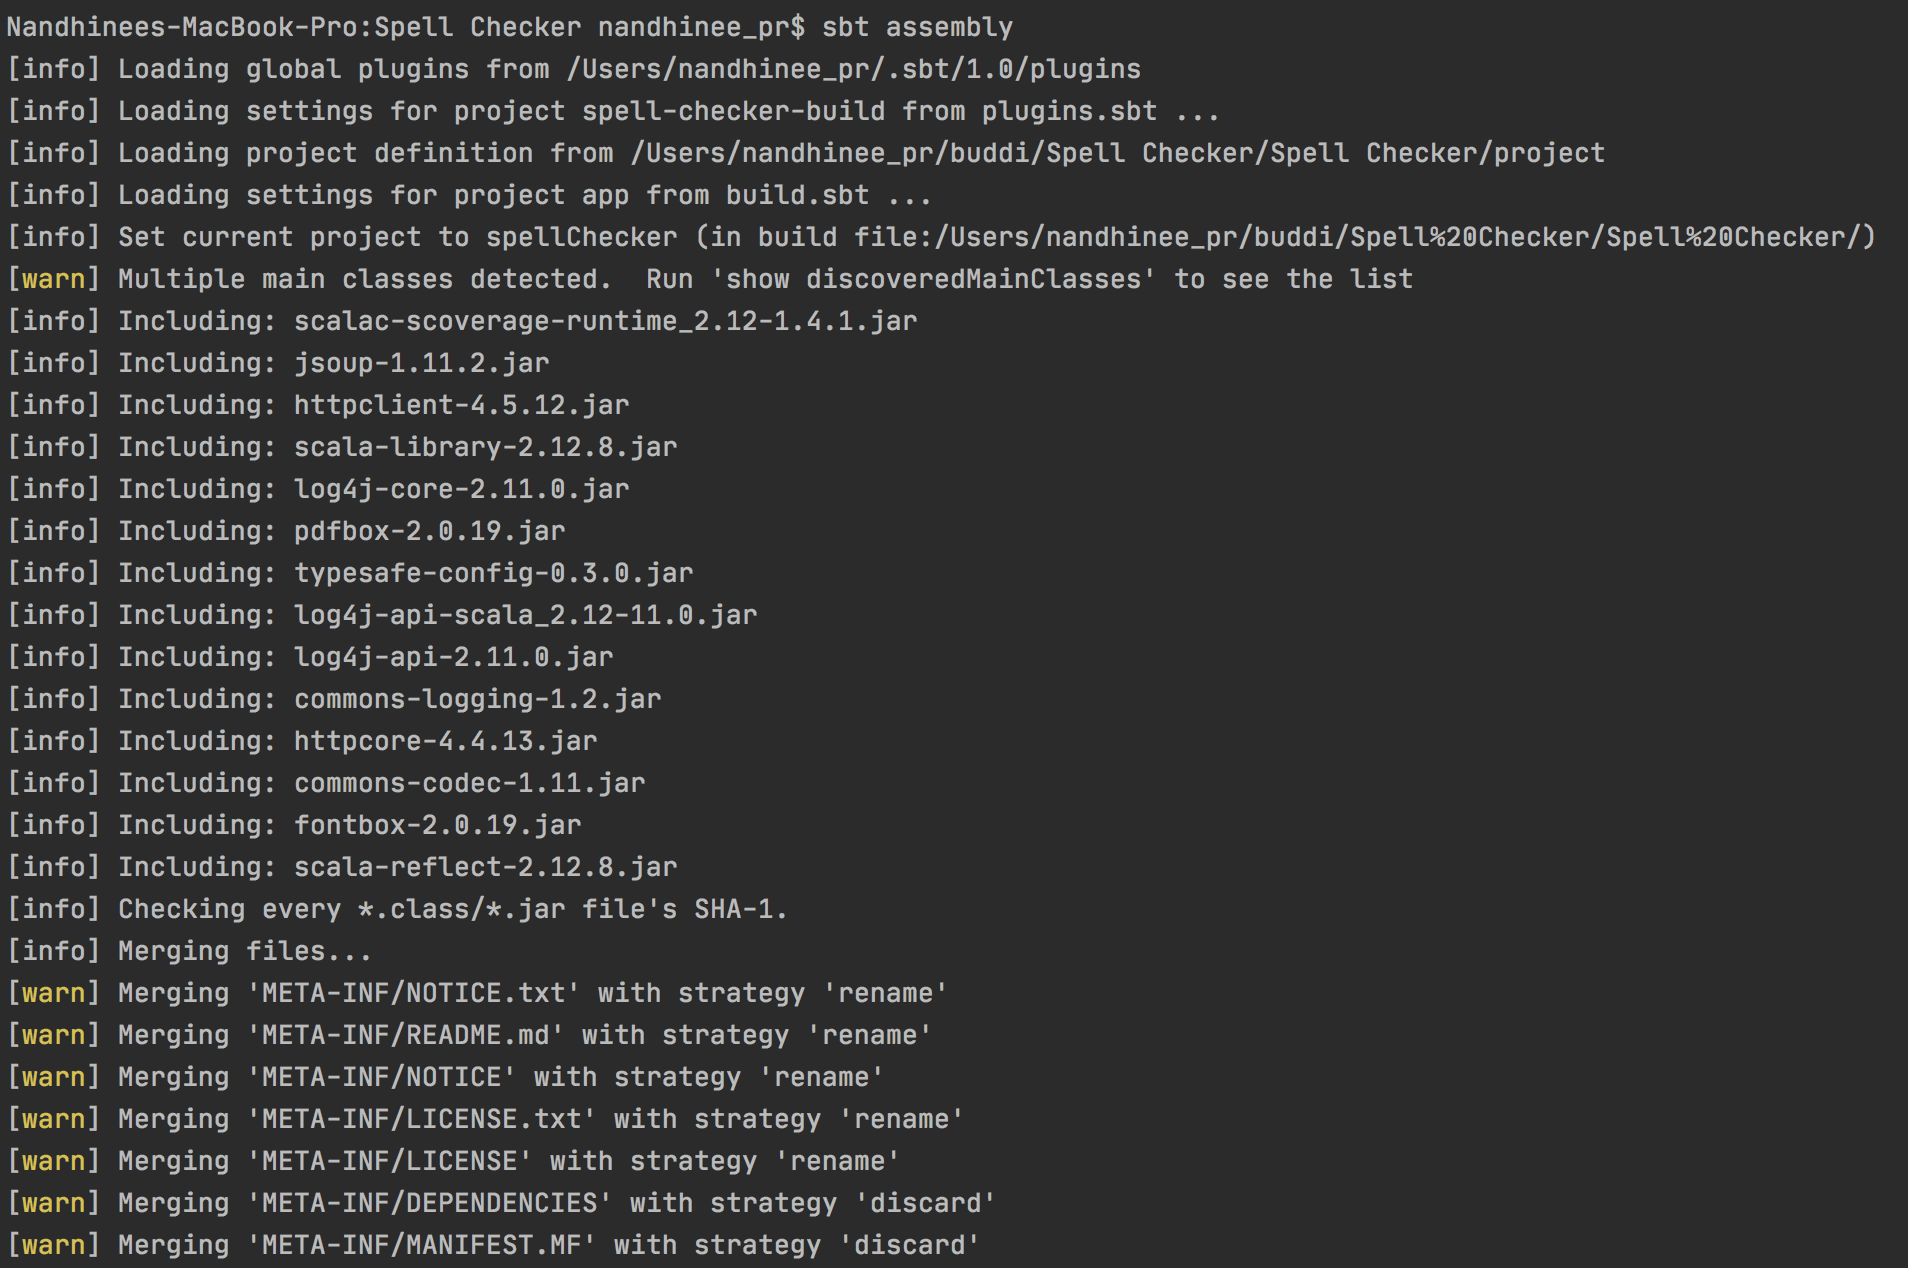 Nandhinees-MacBook-Pro:Spell Checker nandhinee_pr$ sbt assembly
[info] Loading global plugins from /Users/nandhinee_pr/.sbt/1.0/plugins
[info] Loading settings for project spell-checker-build from plugins.sbt ...
[info] Loading project definition from /Users/nandhinee_pr/buddi/Spell Checker/Spell Checker/project
[info] Loading settings for project app from build.sbt ...
[info] Set current project to spellChecker (in build file:/Users/nandhinee_pr/buddi/Spell%20Checker/Spell%20Checker/)
[warn] Multiple main classes detected.  Run 'show discoveredMainClasses' to see the list
[info] Including: scalac-scoverage-runtime_2.12-1.4.1.jar
[info] Including: jsoup-1.11.2.jar
[info] Including: httpclient-4.5.12.jar
[info] Including: scala-library-2.12.8.jar
[info] Including: log4j-core-2.11.0.jar
[info] Including: pdfbox-2.0.19.jar
[info] Including: typesafe-config-0.3.0.jar
[info] Including: log4j-api-scala_2.12-11.0.jar
[info] Including: log4j-api-2.11.0.jar
[info] Including: commons-logging-1.2.jar
[info] Including: httpcore-4.4.13.jar
[info] Including: commons-codec-1.11.jar
[info] Including: fontbox-2.0.19.jar
[info] Including: scala-reflect-2.12.8.jar
[info] Checking every *.class/*.jar file's SHA-1.
[info] Merging files...
[warn] Merging 'META-INF/NOTICE.txt' with strategy 'rename'
[warn] Merging 'META-INF/README.md' with strategy 'rename'
[warn] Merging 'META-INF/NOTICE' with strategy 'rename'
[warn] Merging 'META-INF/LICENSE.txt' with strategy 'rename'
[warn] Merging 'META-INF/LICENSE' with strategy 'rename'
[warn] Merging 'META-INF/DEPENDENCIES' with strategy 'discard'
[warn] Merging 'META-INF/MANIFEST.MF' with strategy 'discard'